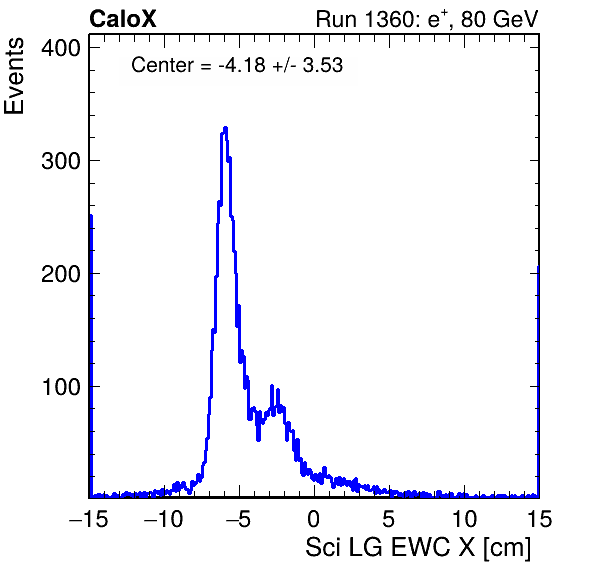 CaloX Run 1360: e⁺, 80 GeV
Center = -4.18 +/- 3.53
Events
400
300
200
100
−15 −10 −5 0 5 10 15
Sci LG EWC X [cm]